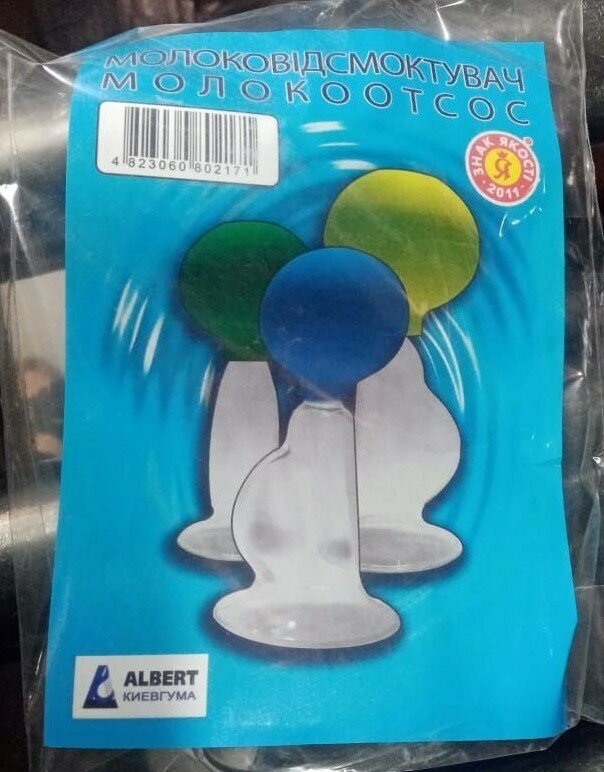 МОЛОКОВІДСМОКТУВАЧ
МОЛОКООТСОС
4 823060 802171
ЗНАК ЯКОСТІ
Я
·2011·
ALBERT
КИЕВГУМА